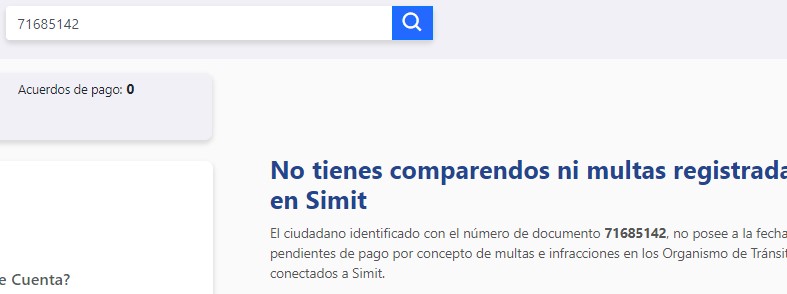 71685142
Acuerdos de pago: 0
No tienes comparendos ni multas registrada
en Simit
El ciudadano identificado con el número de documento 71685142, no posee a la fecha
pendientes de pago por concepto de multas e infracciones en los Organismo de Tránsit
conectados a Simit.
e Cuenta?